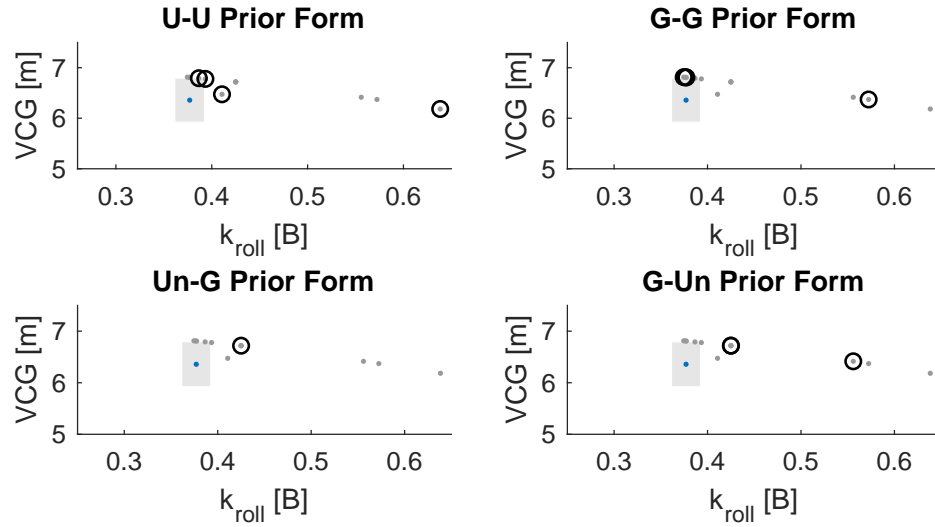 U-U Prior Form
VCG [m]
7
6
5
0.3 0.4 0.5 0.6
k_roll [B]
G-G Prior Form
VCG [m]
7
6
5
0.3 0.4 0.5 0.6
k_roll [B]
Un-G Prior Form
VCG [m]
7
6
5
0.3 0.4 0.5 0.6
k_roll [B]
G-Un Prior Form
VCG [m]
7
6
5
0.3 0.4 0.5 0.6
k_roll [B]